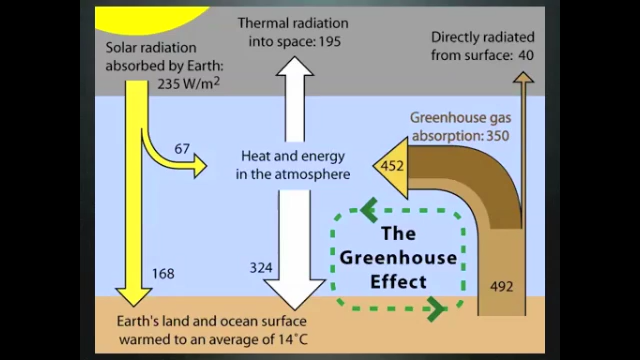 Thermal radiation
into space: 195
Directly radiated
from surface: 40
Solar radiation
absorbed by Earth:
235 W/m²
Greenhouse gas
absorption: 350
67
Heat and energy
in the atmosphere
452
The
Greenhouse
Effect
324
168
492
Earth's land and ocean surface
warmed to an average of 14˚C